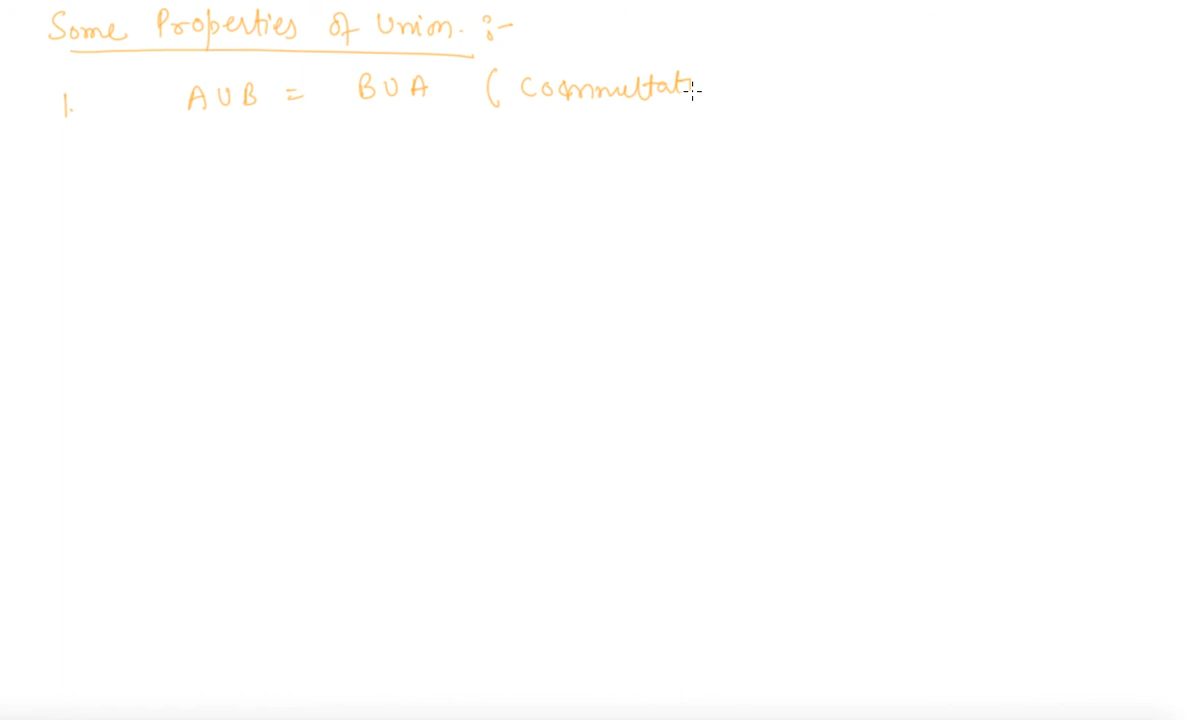 Some Properties of Union. :-
1. A ∪ B = B ∪ A (Commutat